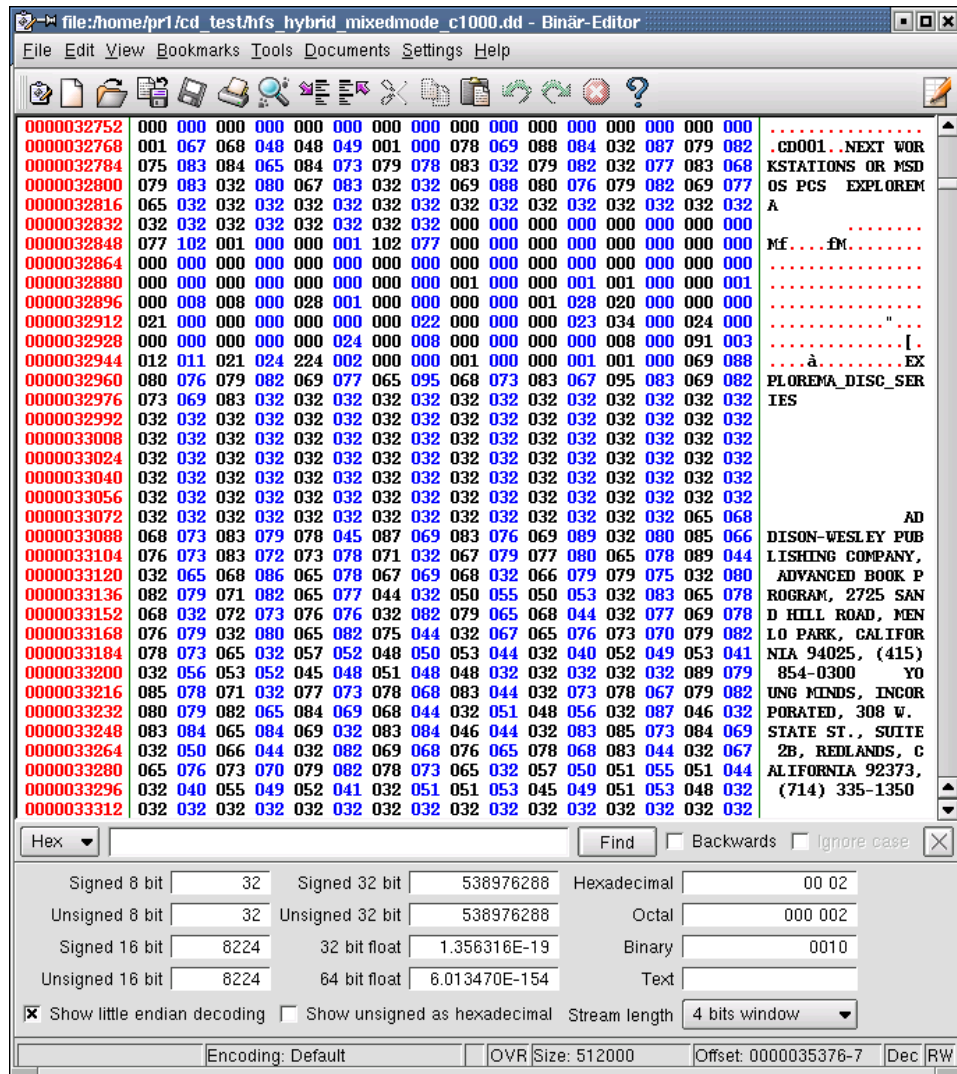 file:/home/pr1/cd_test/hfs_hybrid_mixedmode_c1000.dd - Binär-Editor
File Edit View Bookmarks Tools Documents Settings Help
0000032752 000 000 000 000 000 000 000 000 000 000 000 000 000 000 000 000 ................
0000032768 001 067 068 048 048 049 001 000 078 069 088 084 032 087 079 082 .CD001..NEXT WOR
0000032784 075 083 084 065 084 073 079 078 083 032 079 082 032 077 083 068 KSTATIONS OR MSD
0000032800 079 083 032 080 067 083 032 032 069 088 080 076 079 082 069 077 OS PCS  EXPLOREM
0000032816 065 032 032 032 032 032 032 032 032 032 032 032 032 032 032 032 A
0000032832 032 032 032 032 032 032 032 032 000 000 000 000 000 000 000 000 ........
0000032848 077 102 001 000 000 001 102 077 000 000 000 000 000 000 000 000 Mf....fM........
0000032864 000 000 000 000 000 000 000 000 000 000 000 000 000 000 000 000 ................
0000032880 000 000 000 000 000 000 000 000 001 000 000 001 001 000 000 001 ................
0000032896 000 008 008 000 028 001 000 000 000 000 001 028 020 000 000 000 ................
0000032912 021 000 000 000 000 000 000 022 000 000 000 023 034 000 024 000 ............"...
0000032928 000 000 000 000 000 024 000 008 000 000 000 000 008 000 091 003 ..............[.
0000032944 012 011 021 024 224 002 000 000 001 000 000 001 001 000 069 088 ....à.........EX
0000032960 080 076 079 082 069 077 065 095 068 073 083 067 095 083 069 082 PLOREMA_DISC_SER
0000032976 073 069 083 032 032 032 032 032 032 032 032 032 032 032 032 032 IES
0000032992 032 032 032 032 032 032 032 032 032 032 032 032 032 032 032 032
0000033008 032 032 032 032 032 032 032 032 032 032 032 032 032 032 032 032
0000033024 032 032 032 032 032 032 032 032 032 032 032 032 032 032 032 032
0000033040 032 032 032 032 032 032 032 032 032 032 032 032 032 032 032 032
0000033056 032 032 032 032 032 032 032 032 032 032 032 032 032 032 032 032
0000033072 032 032 032 032 032 032 032 032 032 032 032 032 032 032 065 068 AD
0000033088 068 073 083 079 078 045 087 069 083 076 069 089 032 080 085 066 DISON-WESLEY PUB
0000033104 076 073 083 072 073 078 071 032 067 079 077 080 065 078 089 044 LISHING COMPANY,
0000033120 032 065 068 086 065 078 067 069 068 032 066 079 079 075 032 080 ADVANCED BOOK P
0000033136 082 079 071 082 065 077 044 032 050 055 050 053 032 083 065 078 ROGRAM, 2725 SAN
0000033152 068 032 072 073 076 076 032 082 079 065 068 044 032 077 069 078 D HILL ROAD, MEN
0000033168 076 079 032 080 065 082 075 044 032 067 065 076 073 070 079 082 LO PARK, CALIFOR
0000033184 078 073 065 032 057 052 048 050 053 044 032 040 052 049 053 041 NIA 94025, (415)
0000033200 032 056 053 052 045 048 051 048 048 032 032 032 032 032 089 079 854-0300     YO
0000033216 085 078 071 032 077 073 078 068 083 044 032 073 078 067 079 082 UNG MINDS, INCOR
0000033232 080 079 082 065 084 069 068 044 032 051 048 056 032 087 046 032 PORATED, 308 W.
0000033248 083 084 065 084 069 032 083 084 046 044 032 083 085 073 084 069 STATE ST., SUITE
0000033264 032 050 066 044 032 082 069 068 076 065 078 068 083 044 032 067 2B, REDLANDS, C
0000033280 065 076 073 070 079 082 078 073 065 032 057 050 051 055 051 044 ALIFORNIA 92373,
0000033296 032 040 055 049 052 041 032 051 051 053 045 049 051 053 048 032 (714) 335-1350
0000033312 032 032 032 032 032 032 032 032 032 032 032 032 032 032 032 032
Hex Find Backwards Ignore case
Signed 8 bit 32 Signed 32 bit 538976288 Hexadecimal 00 02
Unsigned 8 bit 32 Unsigned 32 bit 538976288 Octal 000 002
Signed 16 bit 8224 32 bit float 1.356316E-19 Binary 0010
Unsigned 16 bit 8224 64 bit float 6.013470E-154 Text
Show little endian decoding Show unsigned as hexadecimal Stream length 4 bits window
Encoding: Default OVR Size: 512000 Offset: 0000035376-7 Dec RW